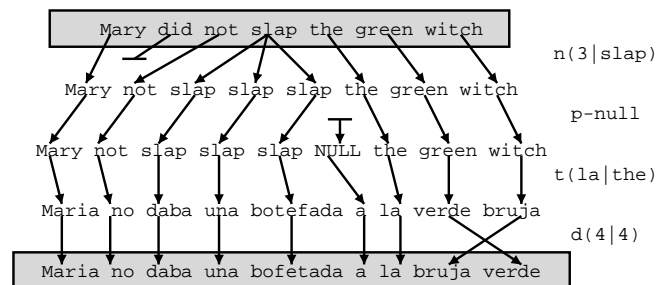 Mary did not slap the green witch
n(3|slap)
Mary not slap slap slap the green witch
p-null
Mary not slap slap slap NULL the green witch
t(la|the)
Maria no daba una botefada a la verde bruja
d(4|4)
Maria no daba una bofetada a la bruja verde